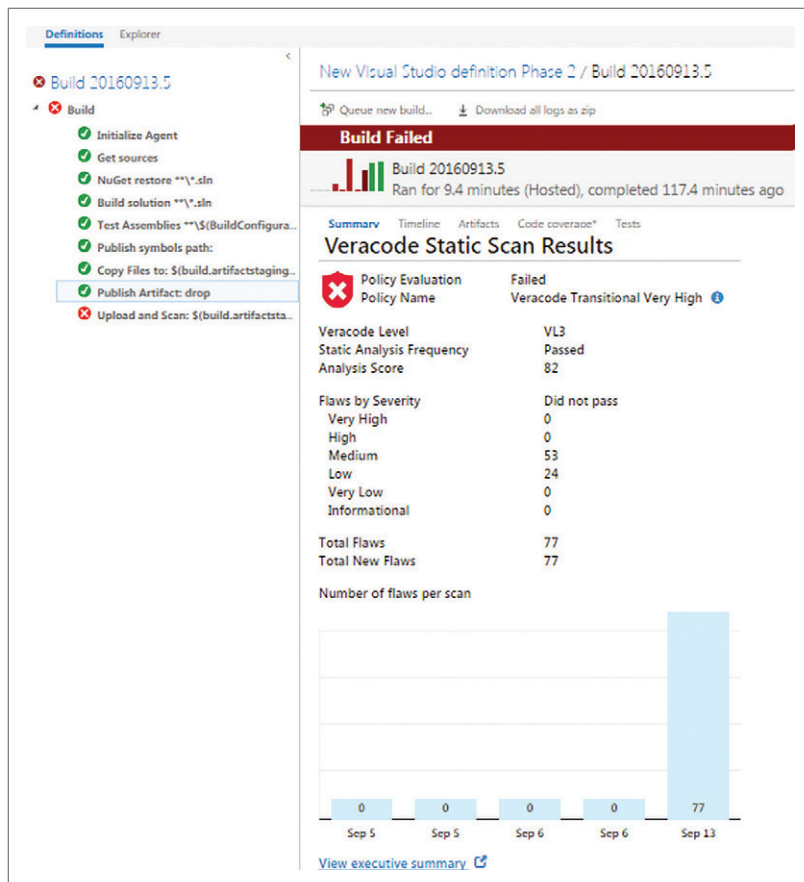 Definitions Explorer
Build 20160913.5
Build
Initialize Agent
Get sources
NuGet restore **\*.sln
Build solution **\*.sln
Test Assemblies **\$(BuildConfigura...
Publish symbols path:
Copy Files to: $(build.artifactstaging...
Publish Artifact: drop
Upload and Scan: $(build.artifactsta...
New Visual Studio definition Phase 2 / Build 20160913.5
Queue new build... Download all logs as zip
Build Failed
Build 20160913.5
Ran for 9.4 minutes (Hosted), completed 117.4 minutes ago
Summary Timeline Artifacts Code coverage* Tests
Veracode Static Scan Results
Policy Evaluation Failed
Policy Name Veracode Transitional Very High
Veracode Level VL3
Static Analysis Frequency Passed
Analysis Score 82
Flaws by Severity Did not pass
Very High 0
High 0
Medium 53
Low 24
Very Low 0
Informational 0
Total Flaws 77
Total New Flaws 77
Number of flaws per scan
0 0 0 0 77
Sep 5 Sep 5 Sep 6 Sep 6 Sep 13
View executive summary